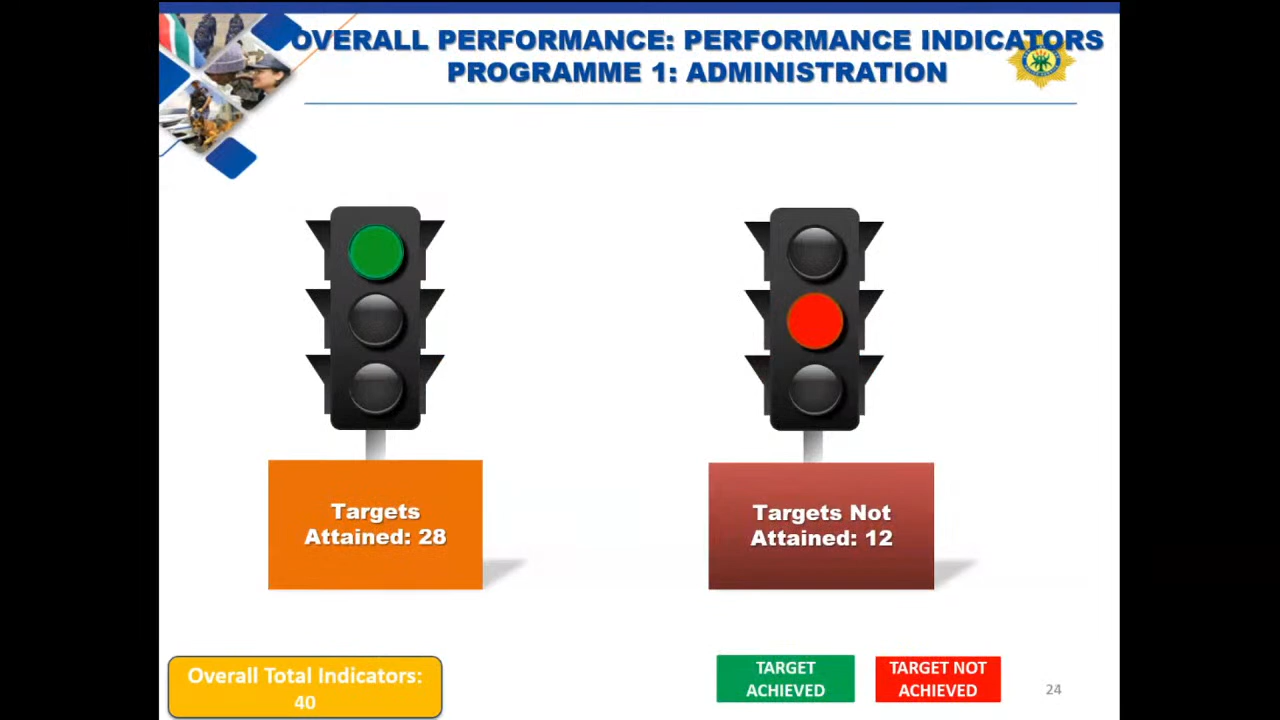 OVERALL PERFORMANCE: PERFORMANCE INDICATORS
PROGRAMME 1: ADMINISTRATION
Targets
Attained: 28
Targets Not
Attained: 12
Overall Total Indicators:
40
TARGET
ACHIEVED
TARGET NOT
ACHIEVED
24